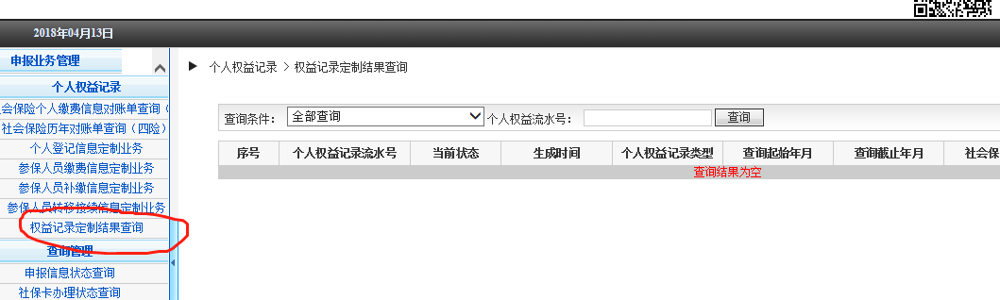 2018年04月13日
申报业务管理
个人权益记录
会保险个人缴费信息对账单查询（
社会保险历年对账单查询（四险）
个人登记信息定制业务
参保人员缴费信息定制业务
参保人员补缴信息定制业务
参保人员转移接续信息定制业务
权益记录定制结果查询
查询管理
申报信息状态查询
社保卡办理状态查询
个人权益记录 > 权益记录定制结果查询
查询条件： 全部查询 个人权益流水号： 查询
序号 个人权益记录流水号 当前状态 生成时间 个人权益记录类型 查询起始年月 查询截止年月 社会保
查询结果为空